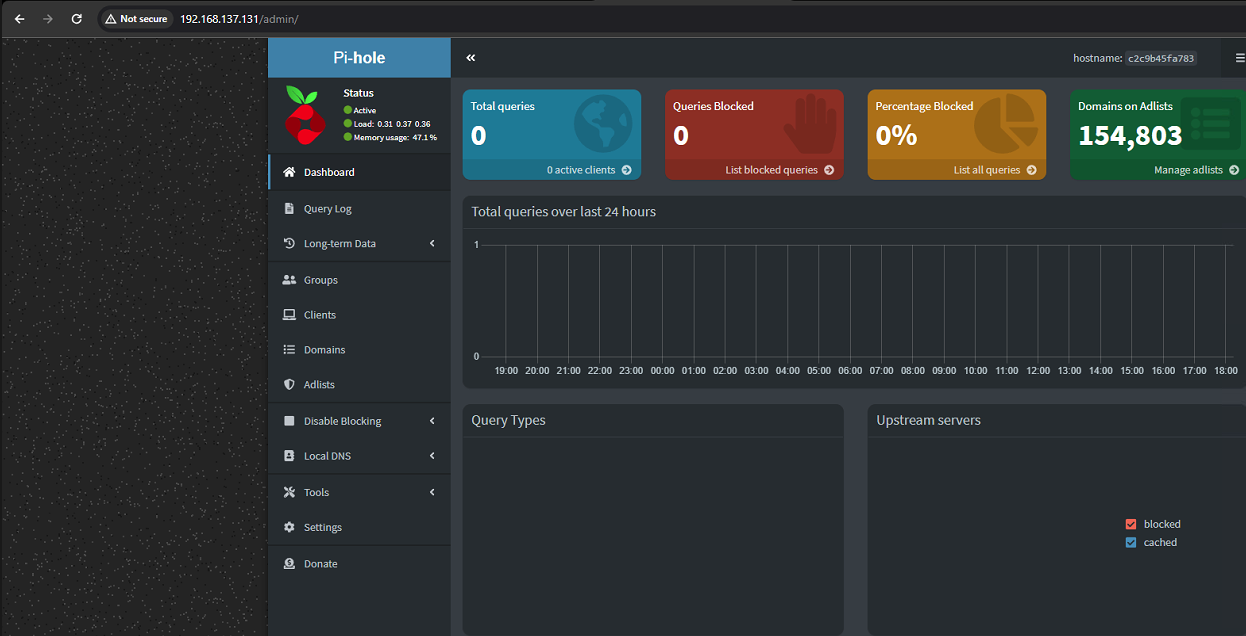 Not secure 192.168.137.131/admin/
Pi-hole
hostname: c2c9b45fa783
Status
Active
Load: 0.31 0.37 0.36
Memory usage: 47.1 %
Dashboard
Query Log
Long-term Data
Groups
Clients
Domains
Adlists
Disable Blocking
Local DNS
Tools
Settings
Donate
Total queries
0
0 active clients
Queries Blocked
0
List blocked queries
Percentage Blocked
0%
List all queries
Domains on Adlists
154,803
Manage adlists
Total queries over last 24 hours
1
0
19:00 20:00 21:00 22:00 23:00 00:00 01:00 02:00 03:00 04:00 05:00 06:00 07:00 08:00 09:00 10:00 11:00 12:00 13:00 14:00 15:00 16:00 17:00 18:00
Query Types
Upstream servers
blocked
cached